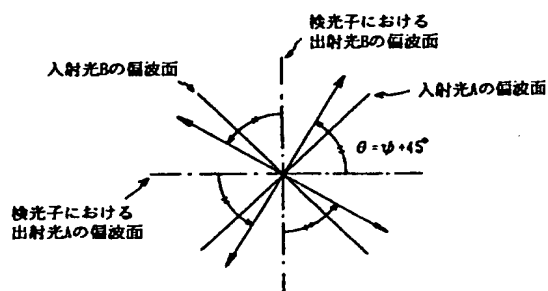 検光子における
出射光Bの偏波面
入射光Bの偏波面
入射光Aの偏波面
θ = ψ + 45°
検光子における
出射光Aの偏波面